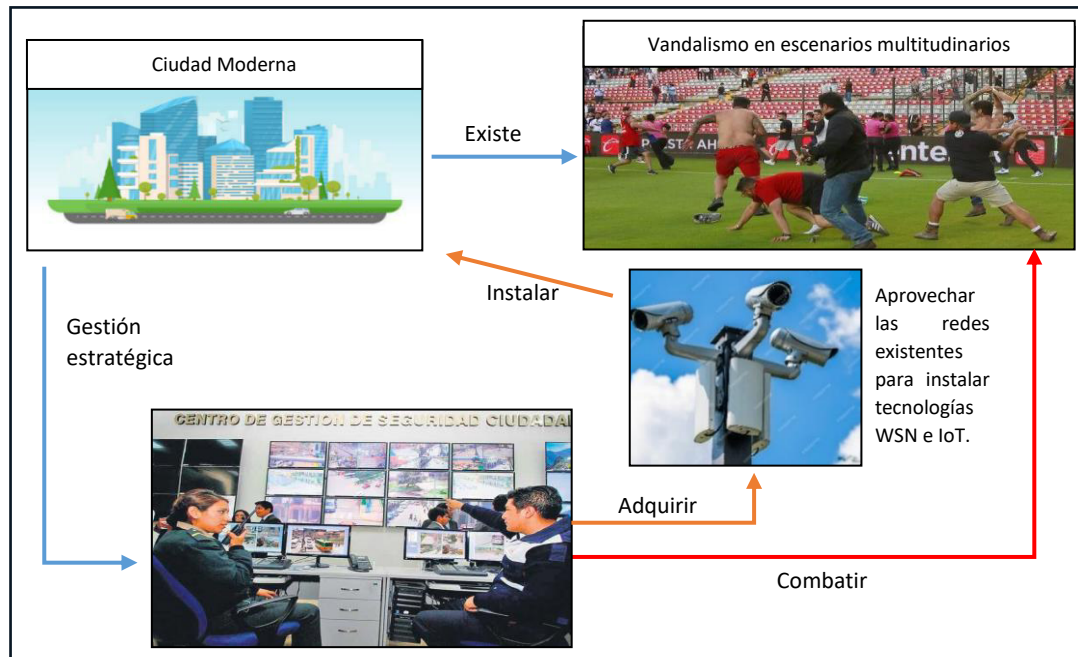 Ciudad Moderna
Vandalismo en escenarios multitudinarios
Existe
Instalar
Aprovechar
las redes
existentes
para instalar
tecnologías
WSN e IoT.
Gestión
estratégica
CENTRO DE GESTION DE SEGURIDAD CIUDADA
Adquirir
Combatir